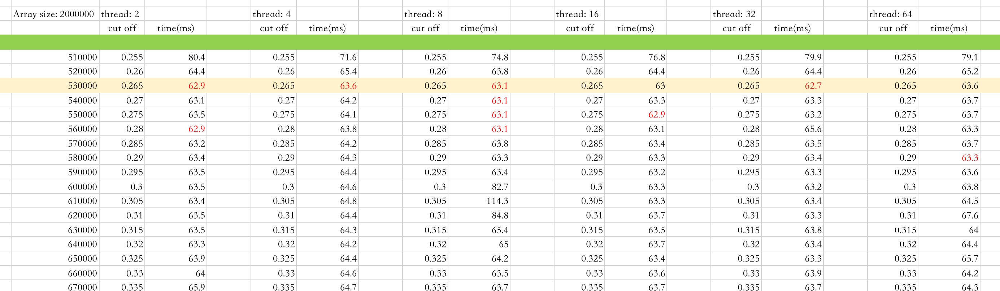 Array size: 2000000 thread: 2 thread: 4 thread: 8 thread: 16 thread: 32 thread: 64
cut off time(ms) cut off time(ms) cut off time(ms) cut off time(ms) cut off time(ms) cut off time(ms)
510000 0.255 80.4 0.255 71.6 0.255 74.8 0.255 76.8 0.255 79.9 0.255 79.1
520000 0.26 64.4 0.26 65.4 0.26 63.8 0.26 64.4 0.26 64.4 0.26 65.2
530000 0.265 62.9 0.265 63.6 0.265 63.1 0.265 63 0.265 62.7 0.265 63.6
540000 0.27 63.1 0.27 64.2 0.27 63.1 0.27 63.3 0.27 63.3 0.27 63.7
550000 0.275 63.5 0.275 64.1 0.275 63.1 0.275 62.9 0.275 63.2 0.275 63.7
560000 0.28 62.9 0.28 63.8 0.28 63.1 0.28 63.1 0.28 65.6 0.28 63.3
570000 0.285 63.2 0.285 64.2 0.285 63.8 0.285 63.4 0.285 63.5 0.285 63.7
580000 0.29 63.4 0.29 64.3 0.29 63.3 0.29 63.3 0.29 63.4 0.29 63.3
590000 0.295 63.5 0.295 64.4 0.295 63.4 0.295 63.2 0.295 63.3 0.295 63.6
600000 0.3 63.5 0.3 64.6 0.3 82.7 0.3 63.3 0.3 63.2 0.3 63.8
610000 0.305 63.4 0.305 64.8 0.305 114.3 0.305 63.3 0.305 63.4 0.305 64.5
620000 0.31 63.5 0.31 64.4 0.31 84.8 0.31 63.7 0.31 63.3 0.31 67.6
630000 0.315 63.5 0.315 64.3 0.315 65.4 0.315 63.5 0.315 63.8 0.315 64
640000 0.32 63.3 0.32 64.2 0.32 65 0.32 63.7 0.32 63.4 0.32 64.4
650000 0.325 63.9 0.325 64.4 0.325 64.2 0.325 63.4 0.325 63.3 0.325 65.7
660000 0.33 64 0.33 64.6 0.33 63.5 0.33 63.6 0.33 63.9 0.33 64.2
670000 0.335 65.9 0.335 64.7 0.335 63.7 0.335 63.7 0.335 63.7 0.335 64.3